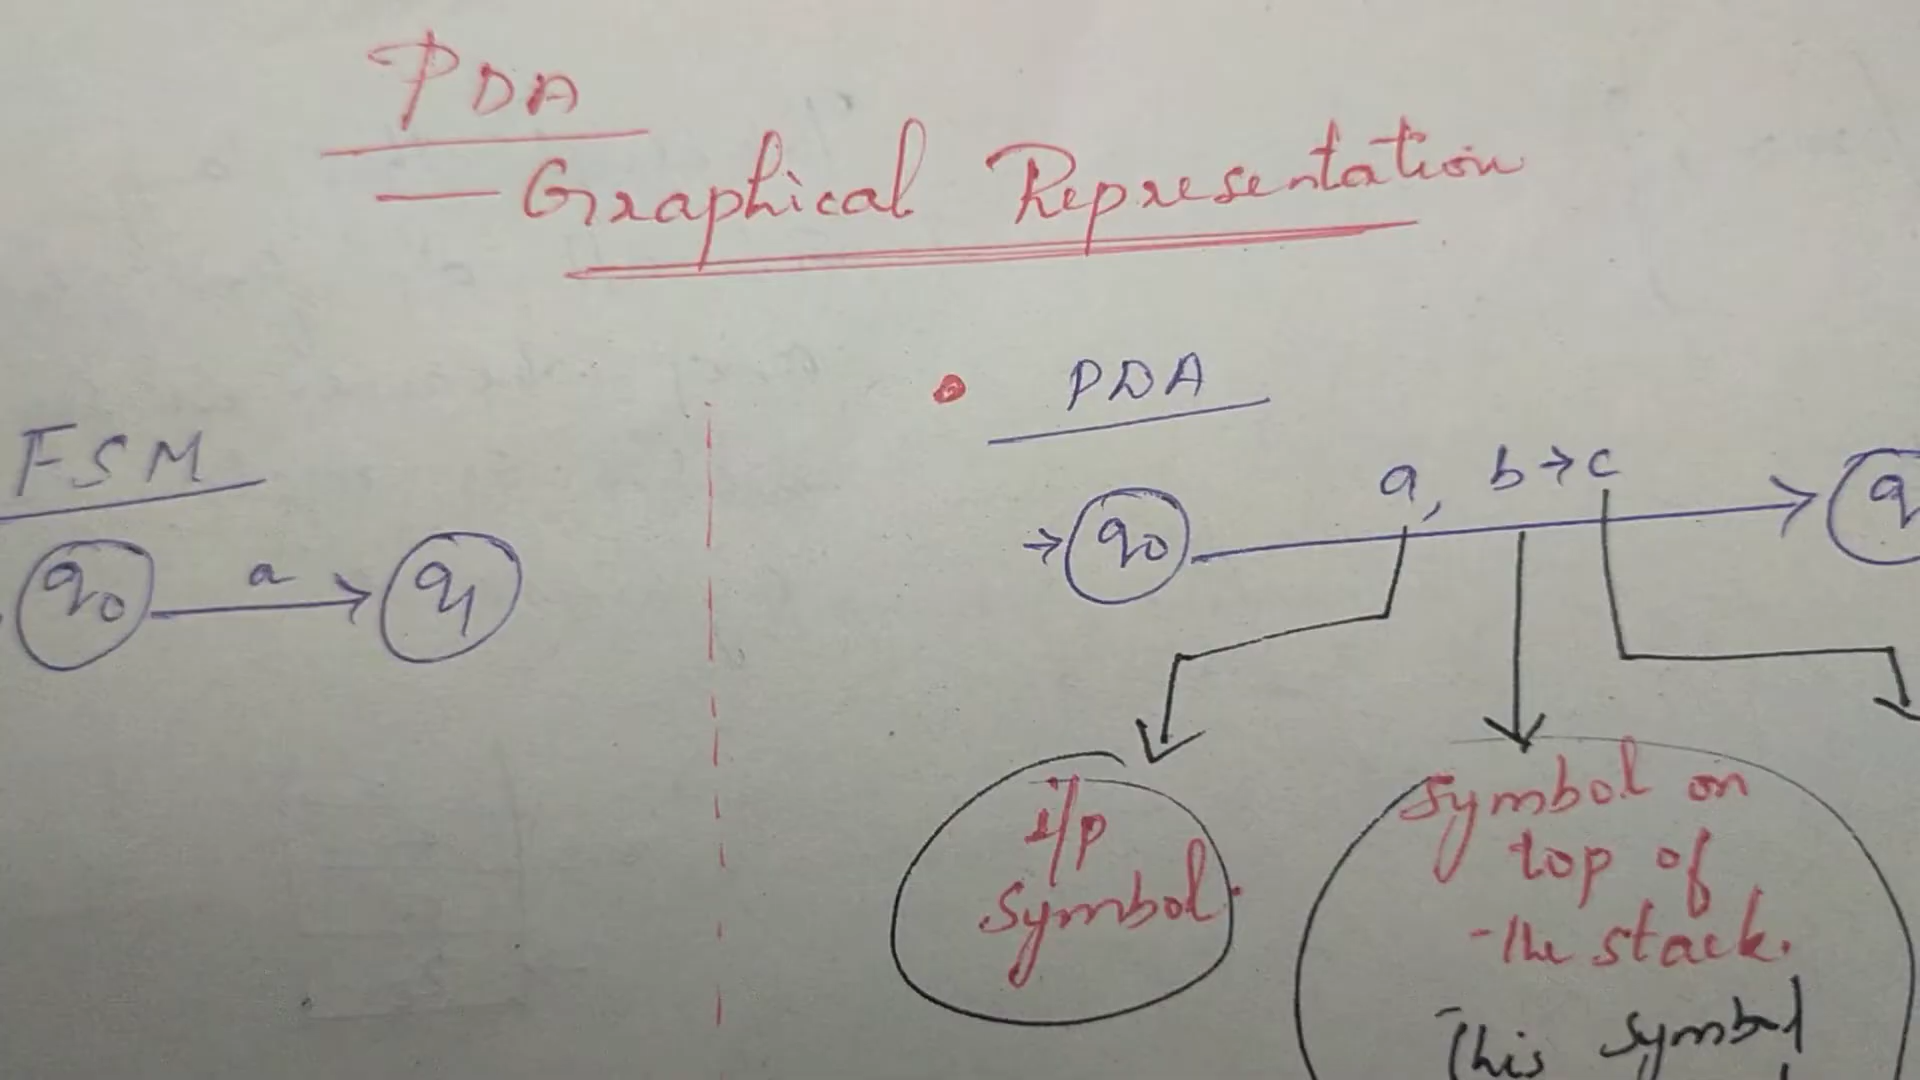 PDA
— Graphical Representation
FSM
q0 a → q1
• PDA
→ q0 a, b → c q
i/p
symbol.
Symbol on
top of
the stack.
This symbol